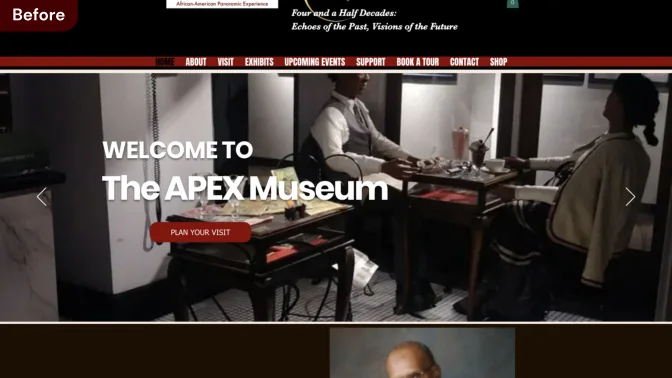 Before
African-American Panoramic Experience
Four and a Half Decades:
Echoes of the Past, Visions of the Future
HOME ABOUT VISIT EXHIBITS UPCOMING EVENTS SUPPORT BOOK A TOUR CONTACT SHOP
WELCOME TO
The APEX Museum
PLAN YOUR VISIT